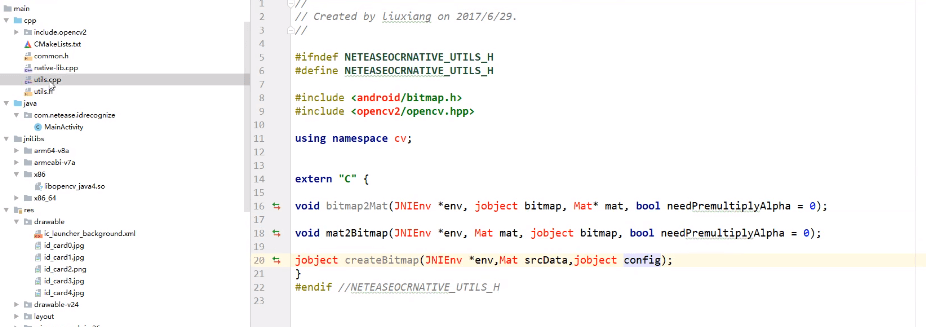 main
cpp
include.opencv2
CMakeLists.txt
common.h
native-lib.cpp
utils.cpp
utils.h
java
com.netease.idrecognize
MainActivity
jniLibs
arm64-v8a
armeabi-v7a
x86
libopencv_java4.so
x86_64
res
drawable
ic_launcher_background.xml
id_card0.jpg
id_card1.jpg
id_card2.png
id_card3.jpg
id_card4.jpg
drawable-v24
layout
1 //
2 // Created by liuxiang on 2017/6/29.
3 //
4
5 #ifndef NETEASEOCRNATIVE_UTILS_H
6 #define NETEASEOCRNATIVE_UTILS_H
7
8 #include <android/bitmap.h>
9 #include <opencv2/opencv.hpp>
10
11 using namespace cv;
12
13
14 extern "C" {
15
16 void bitmap2Mat(JNIEnv *env, jobject bitmap, Mat* mat, bool needPremultiplyAlpha = 0);
17
18 void mat2Bitmap(JNIEnv *env, Mat mat, jobject bitmap, bool needPremultiplyAlpha = 0);
19
20 jobject createBitmap(JNIEnv *env,Mat srcData,jobject config);
21 }
22 #endif //NETEASEOCRNATIVE_UTILS_H
23